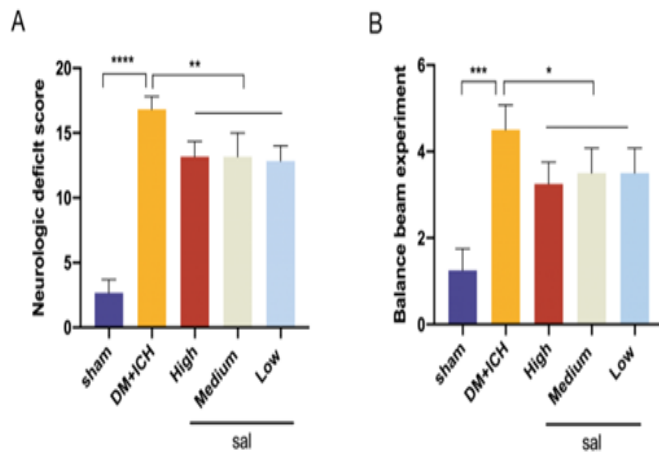 A
Neurologic deficit score
20
15
10
5
0
****
**
sham
DM+ICH
High
Medium
Low
sal
B
Balance beam experiment
6
4
2
0
***
*
sham
DM+ICH
High
Medium
Low
sal